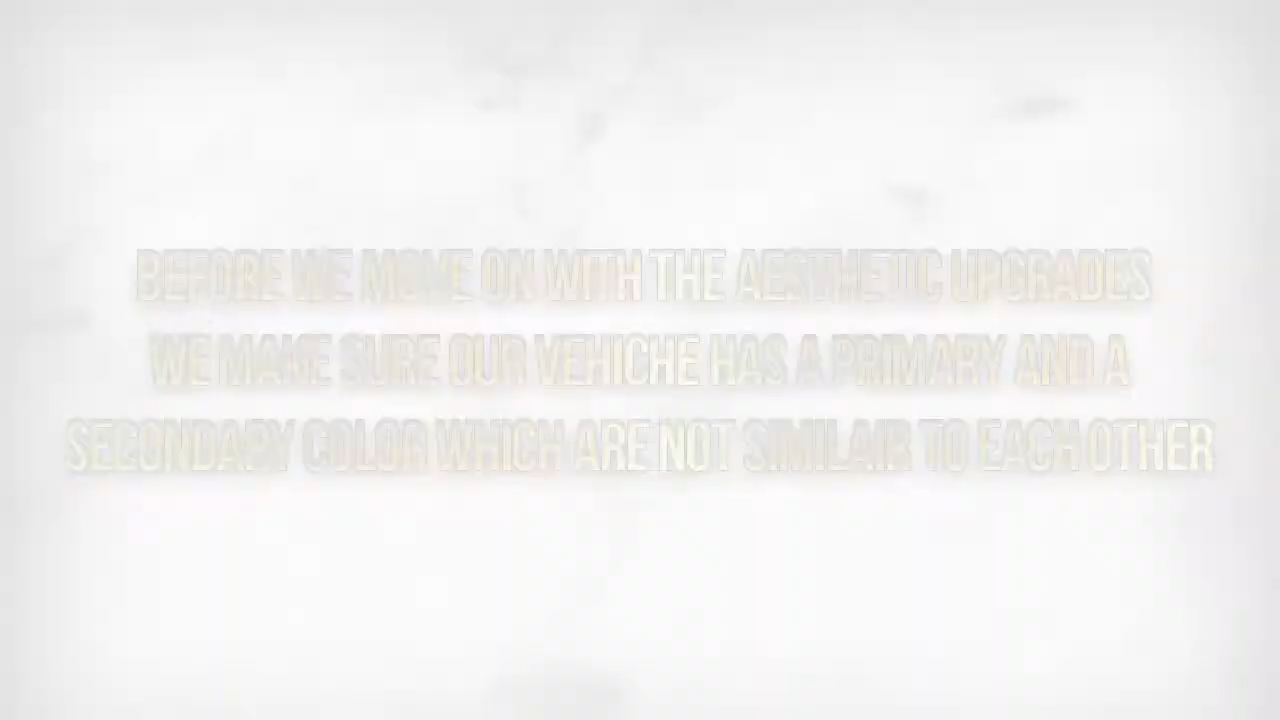 BEFORE WE MOVE ON WITH THE AESTHETIC UPGRADES
WE MAKE SURE OUR VEHICHE HAS A PRIMARY AND A
SECONDARY COLOR WHICH ARE NOT SIMILAIR TO EACH OTHER